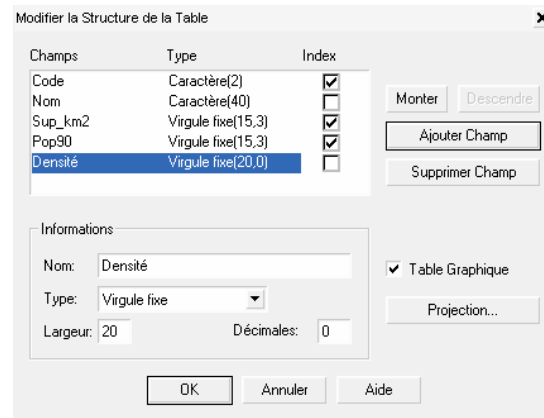 Modifier la Structure de la Table
Champs Type Index
Code Caractère(2)
Nom Caractère(40)
Sup_km2 Virgule fixe(15,3)
Pop90 Virgule fixe(15,3)
Densité Virgule fixe(20,0)
Monter Descendre
Ajouter Champ
Supprimer Champ
Informations
Nom: Densité
Type: Virgule fixe
Largeur: 20 Décimales: 0
Table Graphique
Projection...
OK Annuler Aide